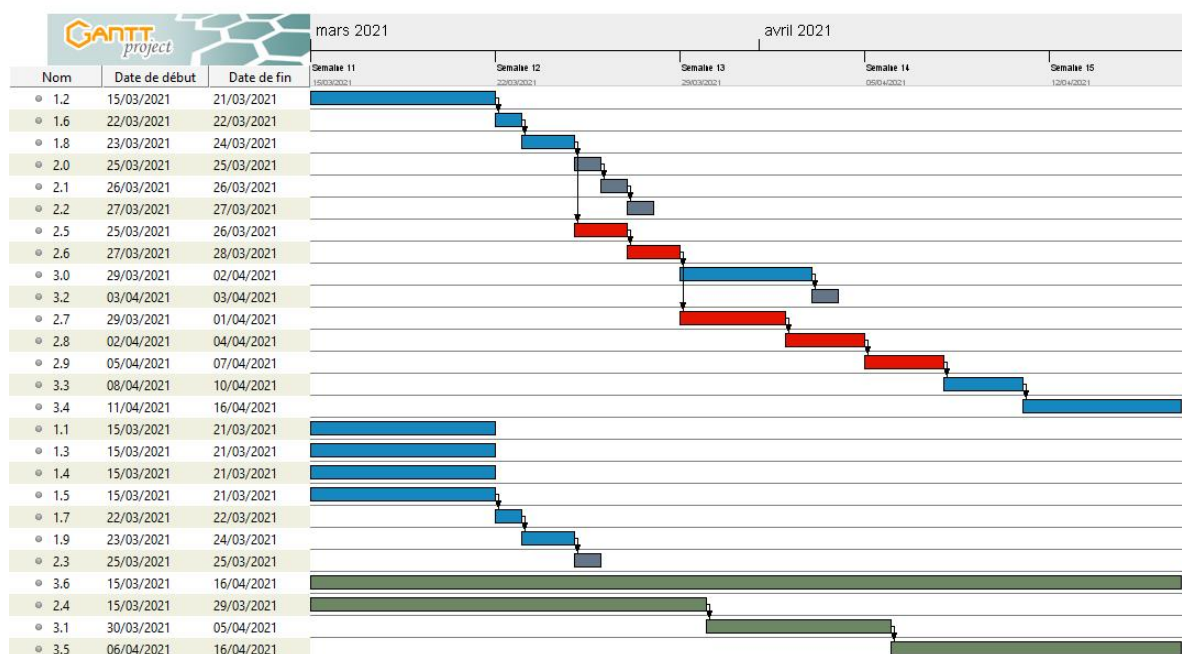 GANTT project
mars 2021 avril 2021
Semaine 11 Semaine 12 Semaine 13 Semaine 14 Semaine 15
15/03/2021 22/03/2021 29/03/2021 05/04/2021 12/04/2021
Nom Date de début Date de fin
1.2 15/03/2021 21/03/2021
1.6 22/03/2021 22/03/2021
1.8 23/03/2021 24/03/2021
2.0 25/03/2021 25/03/2021
2.1 26/03/2021 26/03/2021
2.2 27/03/2021 27/03/2021
2.5 25/03/2021 26/03/2021
2.6 27/03/2021 28/03/2021
3.0 29/03/2021 02/04/2021
3.2 03/04/2021 03/04/2021
2.7 29/03/2021 01/04/2021
2.8 02/04/2021 04/04/2021
2.9 05/04/2021 07/04/2021
3.3 08/04/2021 10/04/2021
3.4 11/04/2021 16/04/2021
1.1 15/03/2021 21/03/2021
1.3 15/03/2021 21/03/2021
1.4 15/03/2021 21/03/2021
1.5 15/03/2021 21/03/2021
1.7 22/03/2021 22/03/2021
1.9 23/03/2021 24/03/2021
2.3 25/03/2021 25/03/2021
3.6 15/03/2021 16/04/2021
2.4 15/03/2021 29/03/2021
3.1 30/03/2021 05/04/2021
3.5 06/04/2021 16/04/2021